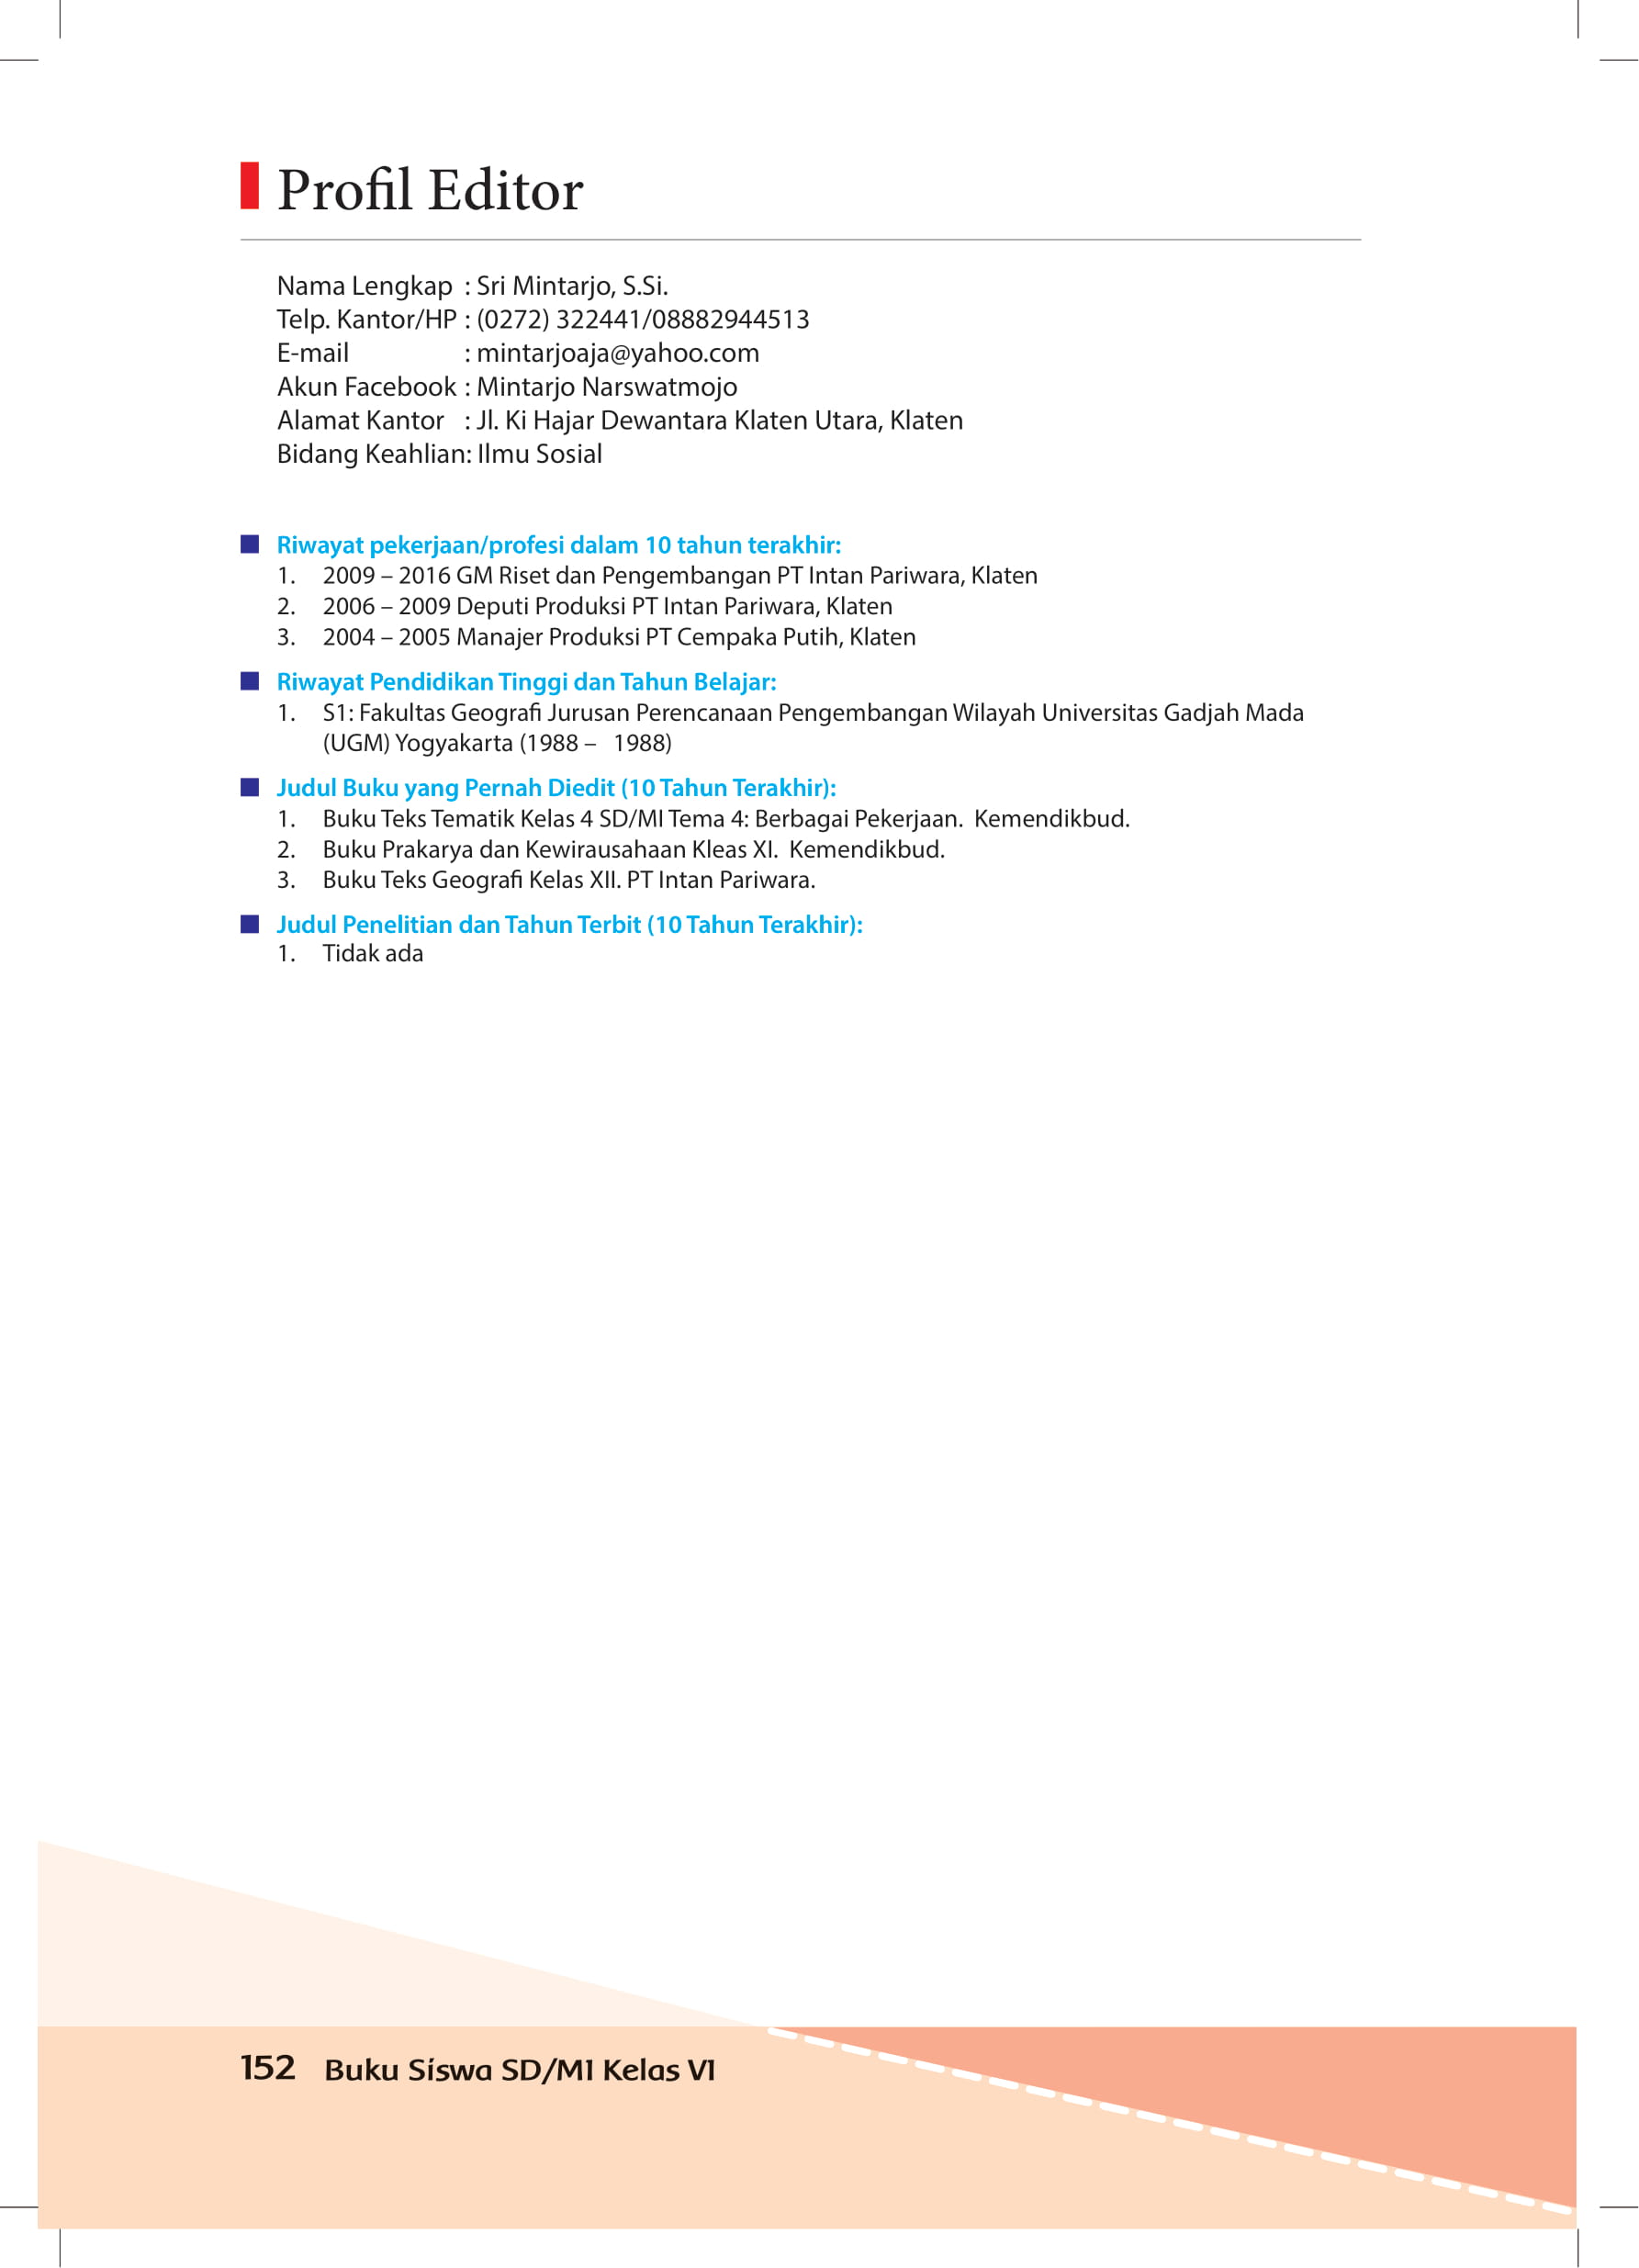 Profil Editor
Nama Lengkap : Sri Mintarjo, S.Si.
Telp. Kantor/HP : (0272) 322441/08882944513
E-mail : mintarjoaja@yahoo.com
Akun Facebook : Mintarjo Narswatmojo
Alamat Kantor : Jl. Ki Hajar Dewantara Klaten Utara, Klaten
Bidang Keahlian: Ilmu Sosial
Riwayat pekerjaan/profesi dalam 10 tahun terakhir:
1. 2009 – 2016 GM Riset dan Pengembangan PT Intan Pariwara, Klaten
2. 2006 – 2009 Deputi Produksi PT Intan Pariwara, Klaten
3. 2004 – 2005 Manajer Produksi PT Cempaka Putih, Klaten
Riwayat Pendidikan Tinggi dan Tahun Belajar:
1. S1: Fakultas Geografi Jurusan Perencanaan Pengembangan Wilayah Universitas Gadjah Mada
(UGM) Yogyakarta (1988 – 1988)
Judul Buku yang Pernah Diedit (10 Tahun Terakhir):
1. Buku Teks Tematik Kelas 4 SD/MI Tema 4: Berbagai Pekerjaan. Kemendikbud.
2. Buku Prakarya dan Kewirausahaan Kleas XI. Kemendikbud.
3. Buku Teks Geografi Kelas XII. PT Intan Pariwara.
Judul Penelitian dan Tahun Terbit (10 Tahun Terakhir):
1. Tidak ada
152 Buku Siswa SD/MI Kelas VI